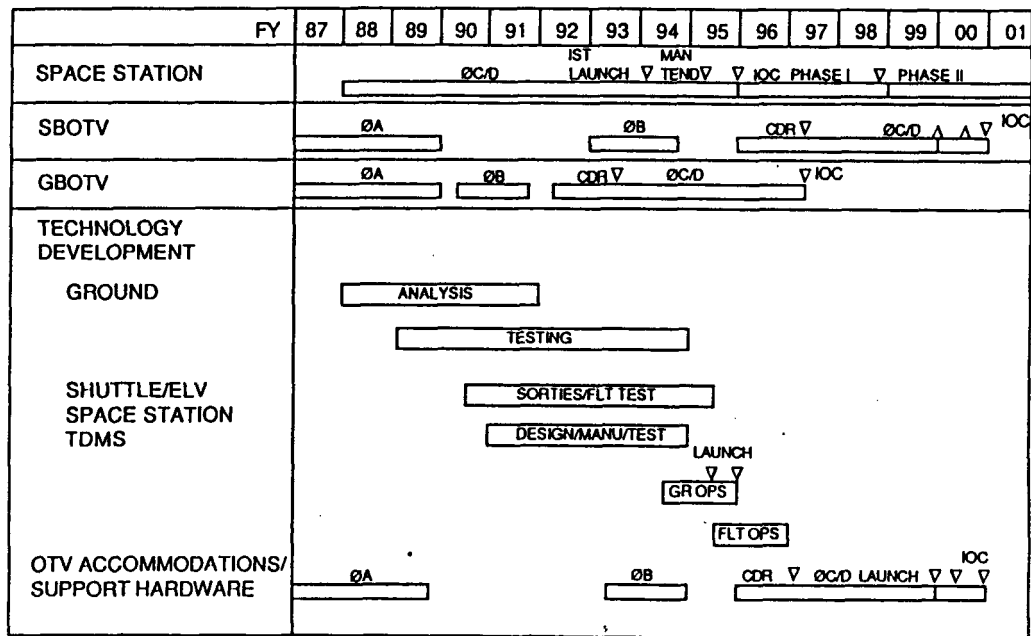 FY 87 88 89 90 91 92 93 94 95 96 97 98 99 00 01
IST MAN
SPACE STATION ØC/D LAUNCH TEND IOC PHASE I PHASE II
SBOTV ØA ØB CDR ØC/D IOC
GBOTV ØA ØB CDR ØC/D IOC
TECHNOLOGY
DEVELOPMENT
GROUND ANALYSIS
TESTING
SHUTTLE/ELV SORTIES/FLT TEST
SPACE STATION
TDMS DESIGN/MANU/TEST
LAUNCH
GR OPS
FLT OPS
OTV ACCOMMODATIONS/ IOC
SUPPORT HARDWARE ØA ØB CDR ØC/D LAUNCH